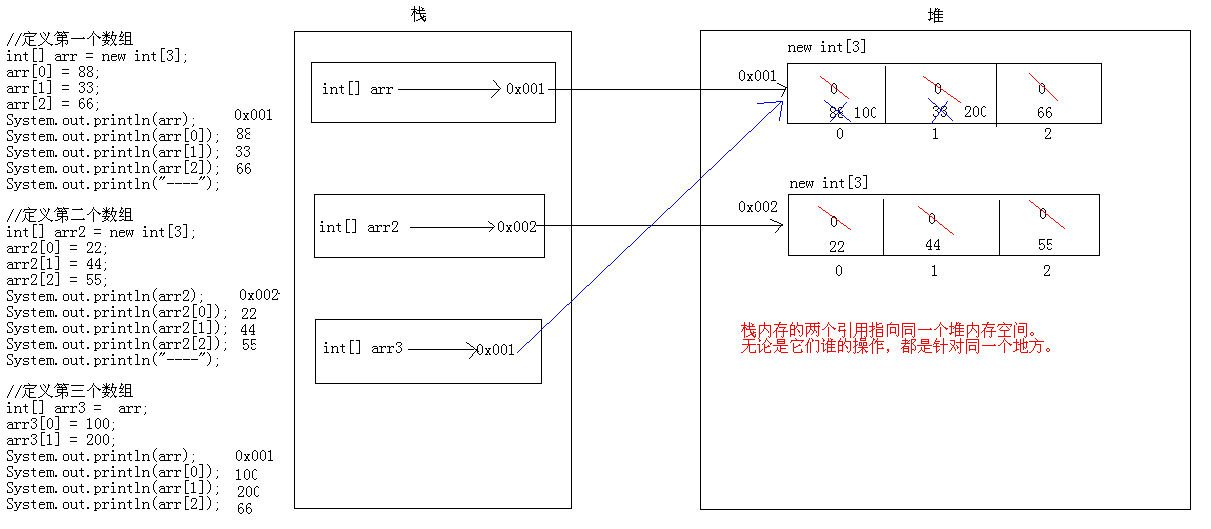 //定义第一个数组
int[] arr = new int[3];
arr[0] = 88;
arr[1] = 33;
arr[2] = 66;
System.out.println(arr); 0x001
System.out.println(arr[0]); 88
System.out.println(arr[1]); 33
System.out.println(arr[2]); 66
System.out.println("----");
//定义第二个数组
int[] arr2 = new int[3];
arr2[0] = 22;
arr2[1] = 44;
arr2[2] = 55;
System.out.println(arr2); 0x002
System.out.println(arr2[0]); 22
System.out.println(arr2[1]); 44
System.out.println(arr2[2]); 55
System.out.println("----");
//定义第三个数组
int[] arr3 =  arr;
arr3[0] = 100;
arr3[1] = 200;
System.out.println(arr); 0x001
System.out.println(arr[0]); 100
System.out.println(arr[1]); 200
System.out.println(arr[2]); 66
栈
int[] arr 0x001
int[] arr2 0x002
int[] arr3 0x001
堆
new int[3]
0x001
0 0 0
88 100 33 200 66
0 1 2
new int[3]
0x002
0 0 0
22 44 55
0 1 2
栈内存的两个引用指向同一个堆内存空间。
无论是它们谁的操作，都是针对同一个地方。